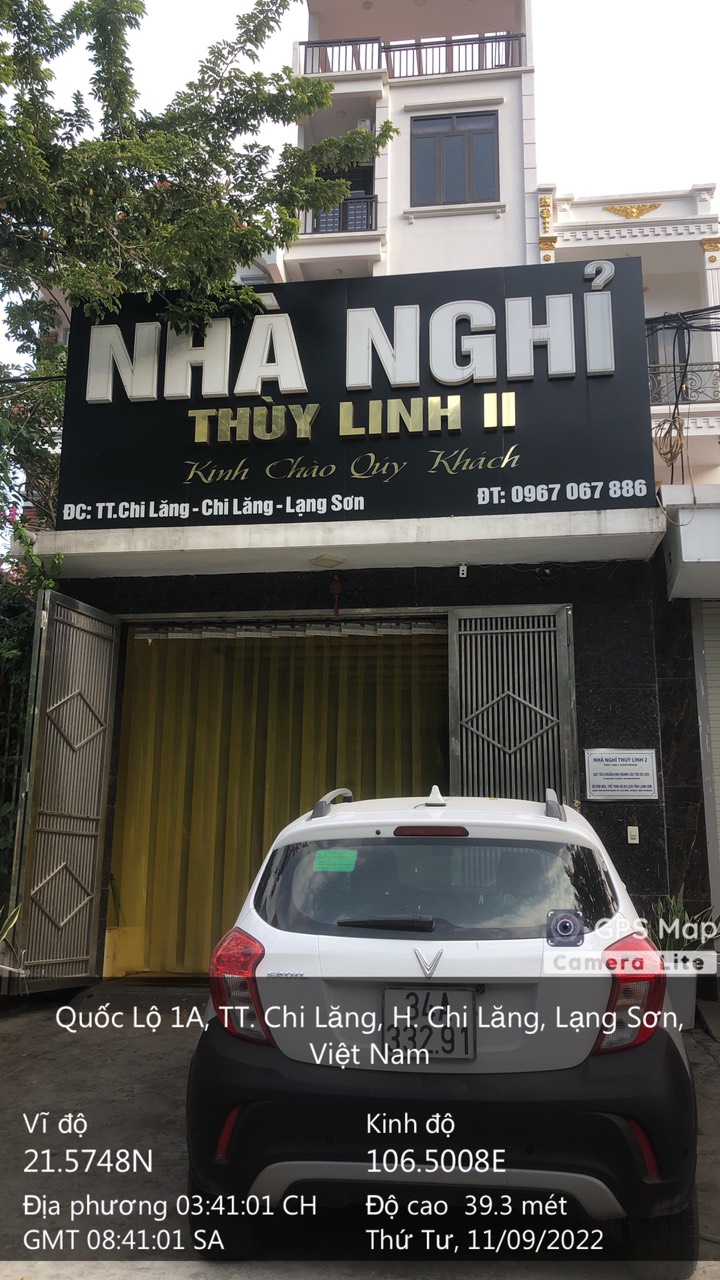 NHÀ NGHỈ
THÙY LINH II
Kính Chào Qúy Khách
ĐC: TT.Chi Lăng - Chi Lăng - Lạng Sơn
ĐT: 0967 067 886
NHÀ NGHỈ THÙY LINH 2
GPS Map
Camera Lite
34A
332.91
Quốc Lộ 1A, TT. Chi Lăng, H. Chi Lăng, Lạng Sơn,
Việt Nam
Vĩ độ
21.5748N
Kinh độ
106.5008E
Địa phương 03:41:01 CH
GMT 08:41:01 SA
Độ cao 39.3 mét
Thứ Tư, 11/09/2022